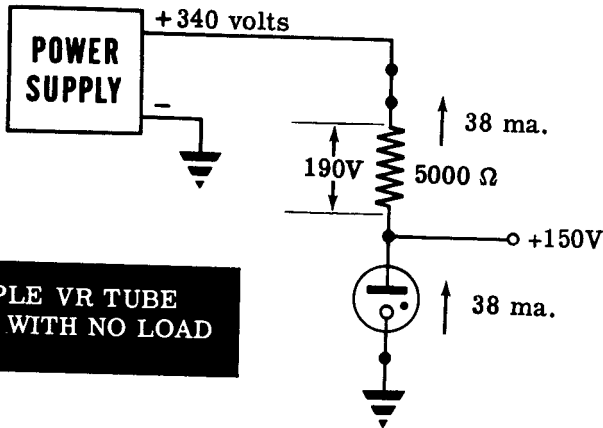 +340 volts
POWER
SUPPLY
−
38 ma.
190V
5000 Ω
+150V
PLE VR TUBE
WITH NO LOAD
38 ma.